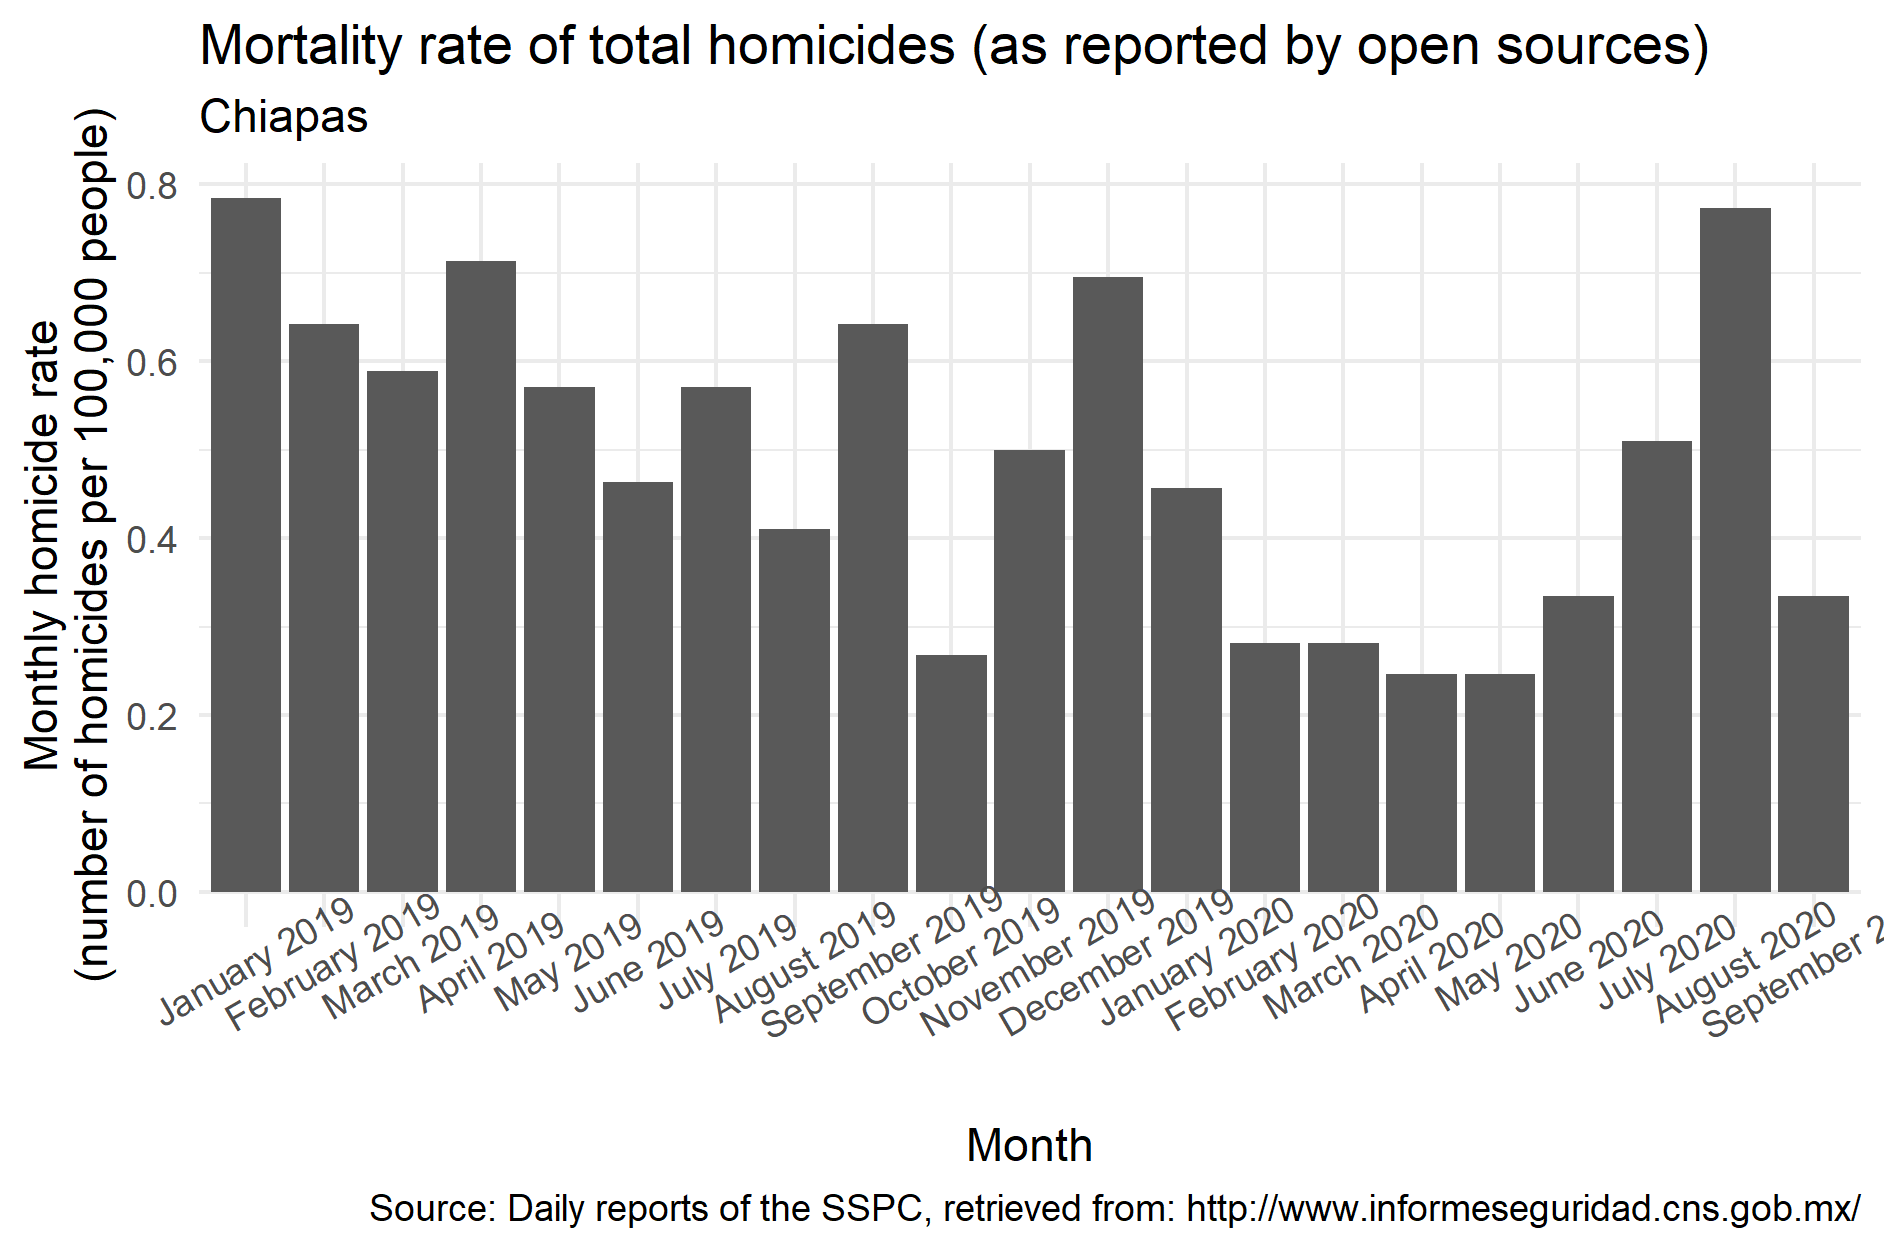 Mortality rate of total homicides (as reported by open sources)
Chiapas
Monthly homicide rate
(number of homicides per 100,000 people)
0.8
0.6
0.4
0.2
0.0
January 2019
February 2019
March 2019
April 2019
May 2019
June 2019
July 2019
August 2019
September 2019
October 2019
November 2019
December 2019
January 2020
February 2020
March 2020
April 2020
May 2020
June 2020
July 2020
August 2020
September 2
Month
Source: Daily reports of the SSPC, retrieved from: http://www.informeseguridad.cns.gob.mx/